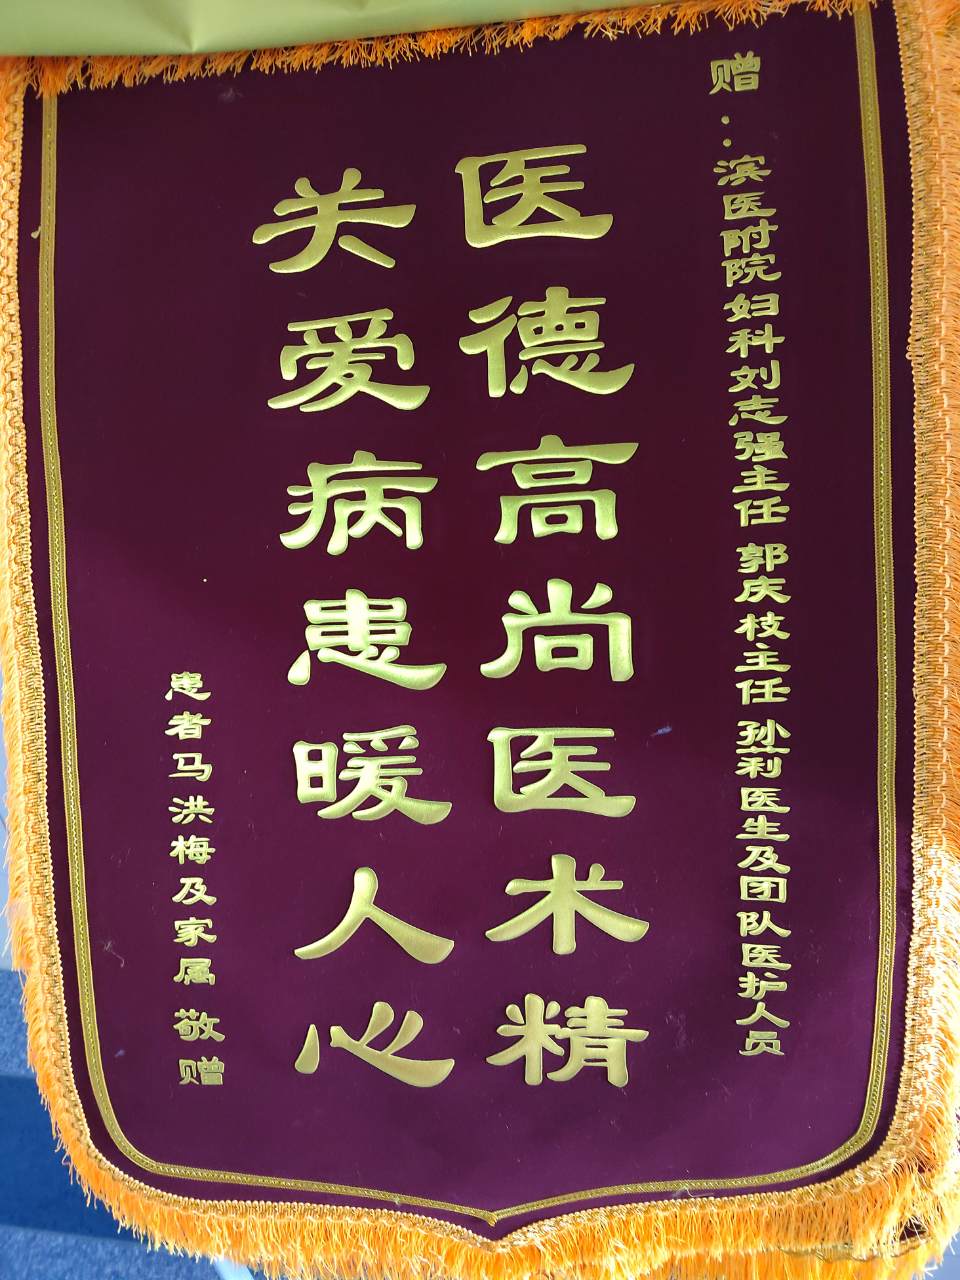 赠：滨医附院妇科刘志强主任 郭庆枝主任 孙莉医生及团队医护人员
医德高尚医术精
关爱病患暖人心
患者马洪梅及家属 敬赠